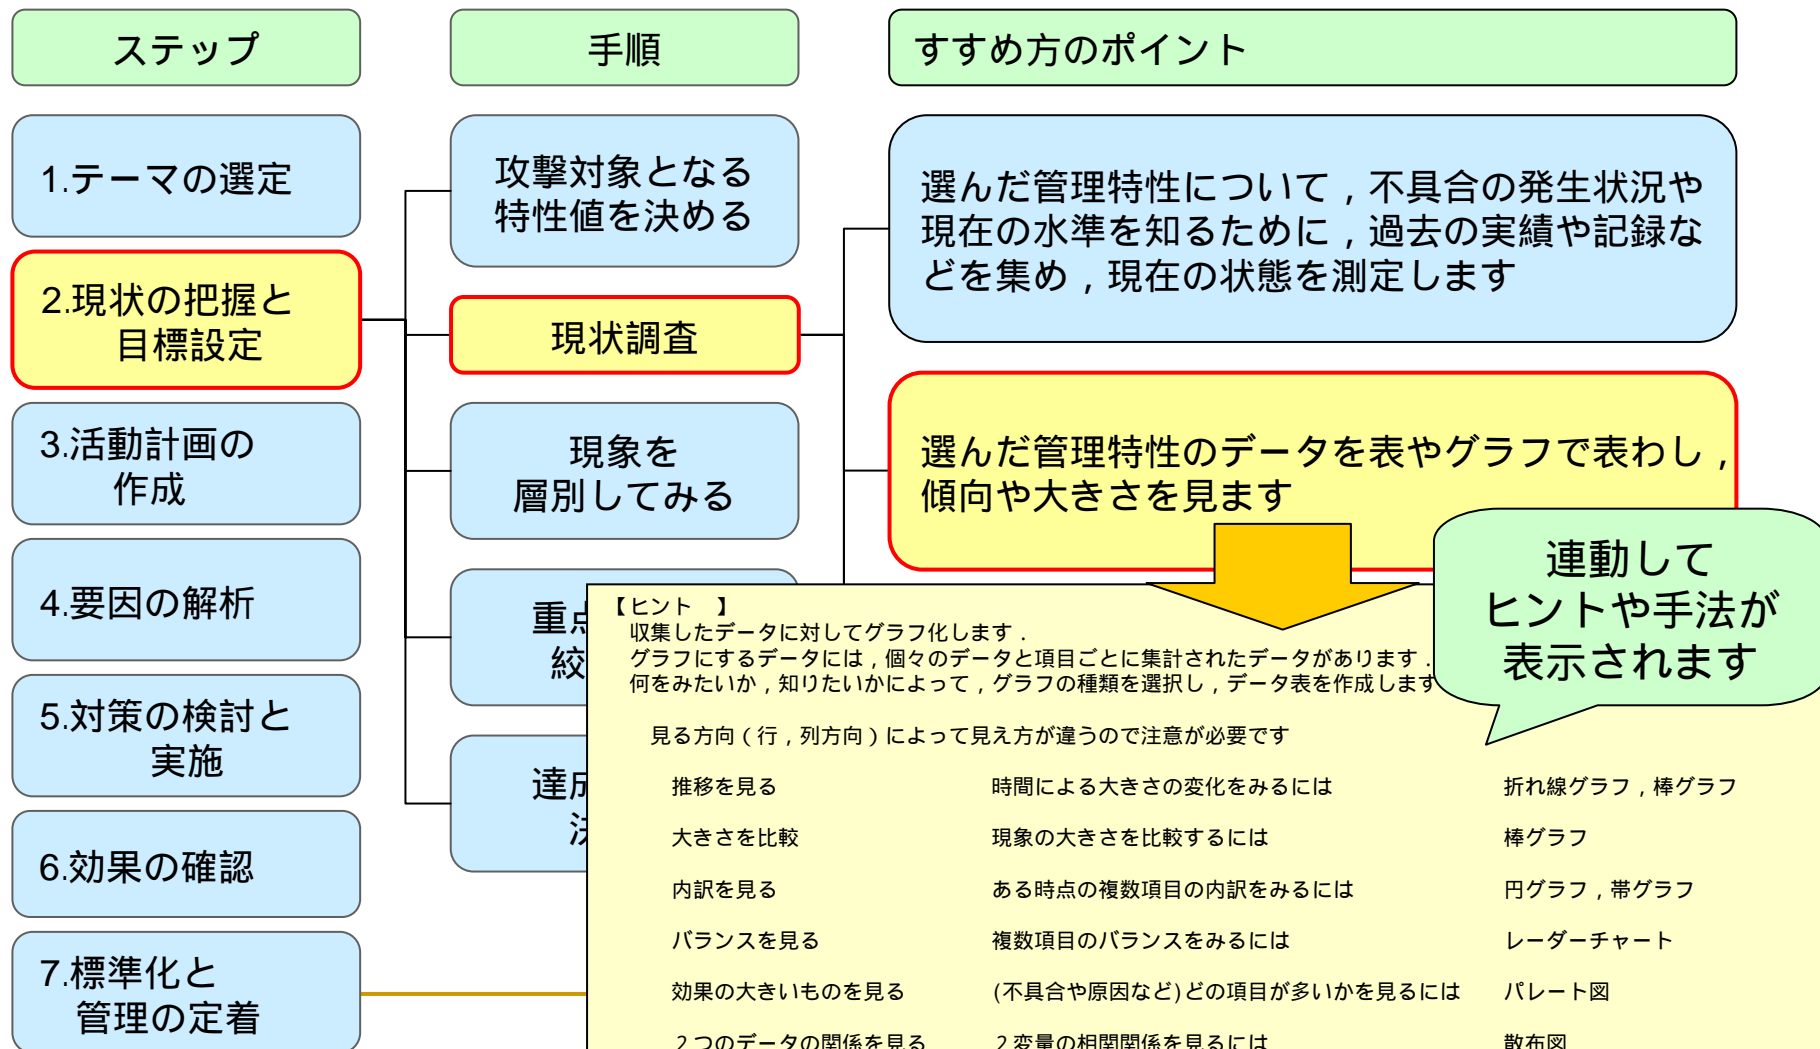 ステップ
手順
すすめ方のポイント
1.テーマの選定
2.現状の把握と
目標設定
3.活動計画の
作成
4.要因の解析
5.対策の検討と
実施
6.効果の確認
7.標準化と
管理の定着
攻撃対象となる
特性値を決める
現状調査
現象を
層別してみる
重点
絞
達成
選んだ管理特性について，不具合の発生状況や
現在の水準を知るために，過去の実績や記録な
どを集め，現在の状態を測定します
選んだ管理特性のデータを表やグラフで表わし，
傾向や大きさを見ます
連動して
ヒントや手法が
表示されます
【ヒント　】
収集したデータに対してグラフ化します．
グラフにするデータには，個々のデータと項目ごとに集計されたデータがあります．
何をみたいか，知りたいかによって，グラフの種類を選択し，データ表を作成します
見る方向（行，列方向）によって見え方が違うので注意が必要です
推移を見る　時間による大きさの変化をみるには　折れ線グラフ，棒グラフ
大きさを比較　現象の大きさを比較するには　棒グラフ
内訳を見る　ある時点の複数項目の内訳をみるには　円グラフ，帯グラフ
バランスを見る　複数項目のバランスをみるには　レーダーチャート
効果の大きいものを見る　(不具合や原因など)どの項目が多いかを見るには　パレート図
２つのデータの関係を見る　２変量の相関関係を見るには　散布図